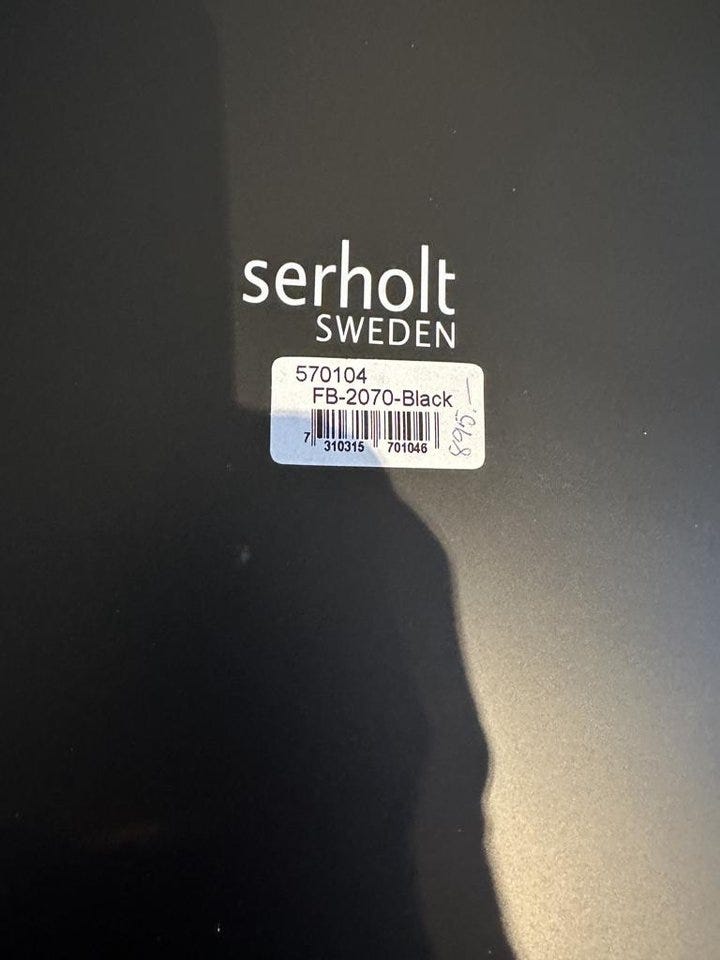 serholt
SWEDEN
570104
FB-2070-Black
895.-
7 310315 701046